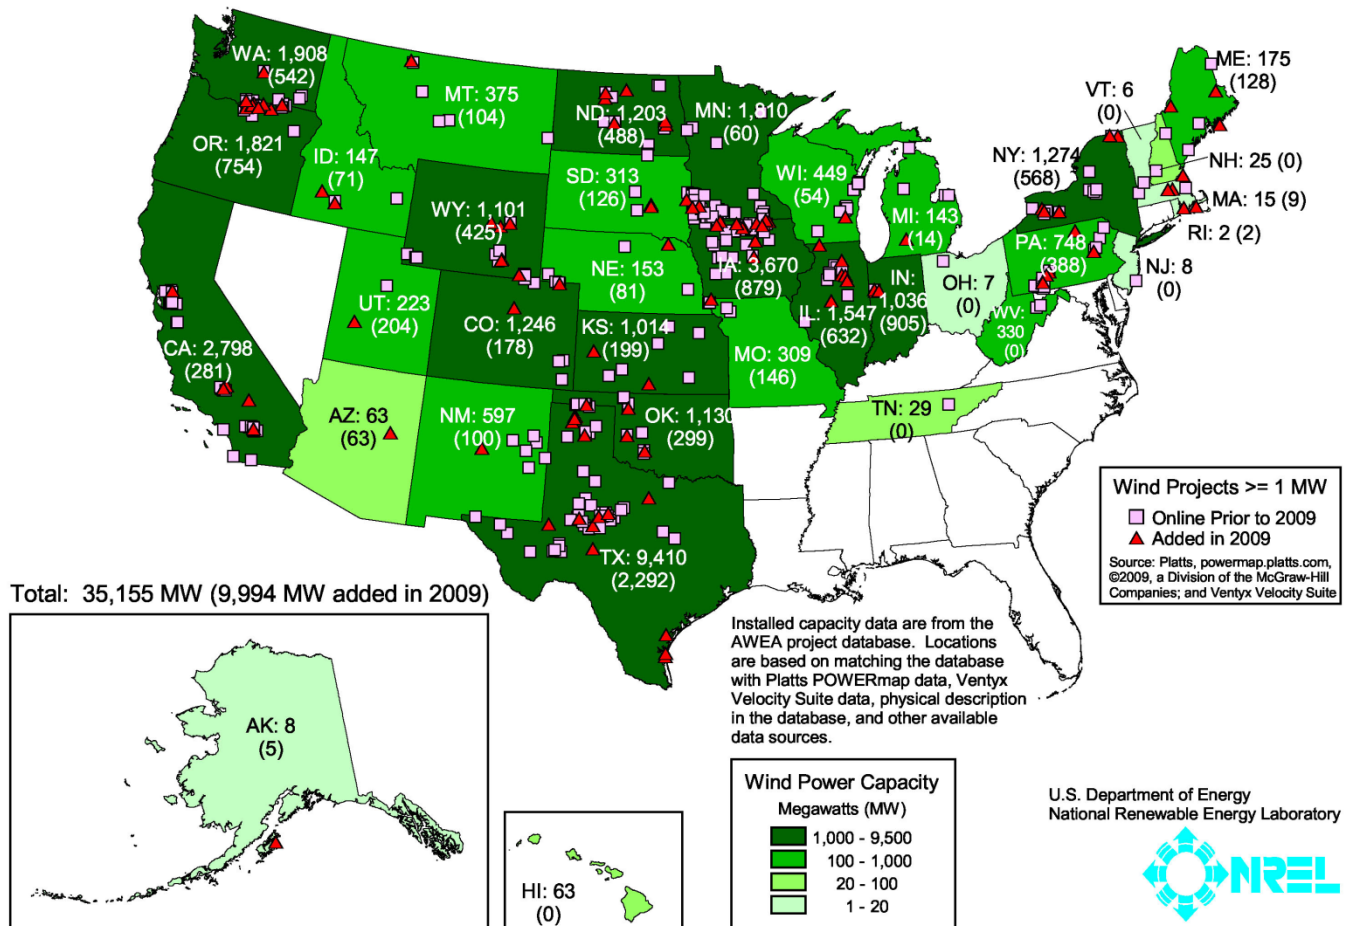 WA: 1,908
(542)
MT: 375
(104)
ND: 1,203
(488)
MN: 1,810
(60)
ME: 175
(128)
VT: 6
(0)
OR: 1,821
(754)
ID: 147
(71)
SD: 313
(126)
WI: 449
(54)
NY: 1,274
(568)
NH: 25 (0)
WY: 1,101
(425)
MI: 143
(14)
MA: 15 (9)
RI: 2 (2)
NE: 153
(81)
IA: 3,670
(879)
PA: 748
(388)
NJ: 8
(0)
OH: 7
(0)
IN:
1,036
(905)
IL: 1,547
(632)
WV:
330
(0)
UT: 223
(204)
CO: 1,246
(178)
KS: 1,014
(199)
MO: 309
(146)
CA: 2,798
(281)
AZ: 63
(63)
NM: 597
(100)
OK: 1,130
(299)
TN: 29
(0)
TX: 9,410
(2,292)
Wind Projects >= 1 MW
Online Prior to 2009
Added in 2009
Source: Platts, powermap.platts.com,
©2009, a Division of the McGraw-Hill
Companies; and Ventyx Velocity Suite
Total: 35,155 MW (9,994 MW added in 2009)
AK: 8
(5)
HI: 63
(0)
Installed capacity data are from the
AWEA project database. Locations
are based on matching the database
with Platts POWERmap data, Ventyx
Velocity Suite data, physical description
in the database, and other available
data sources.
Wind Power Capacity
Megawatts (MW)
1,000 - 9,500
100 - 1,000
20 - 100
1 - 20
U.S. Department of Energy
National Renewable Energy Laboratory
NREL